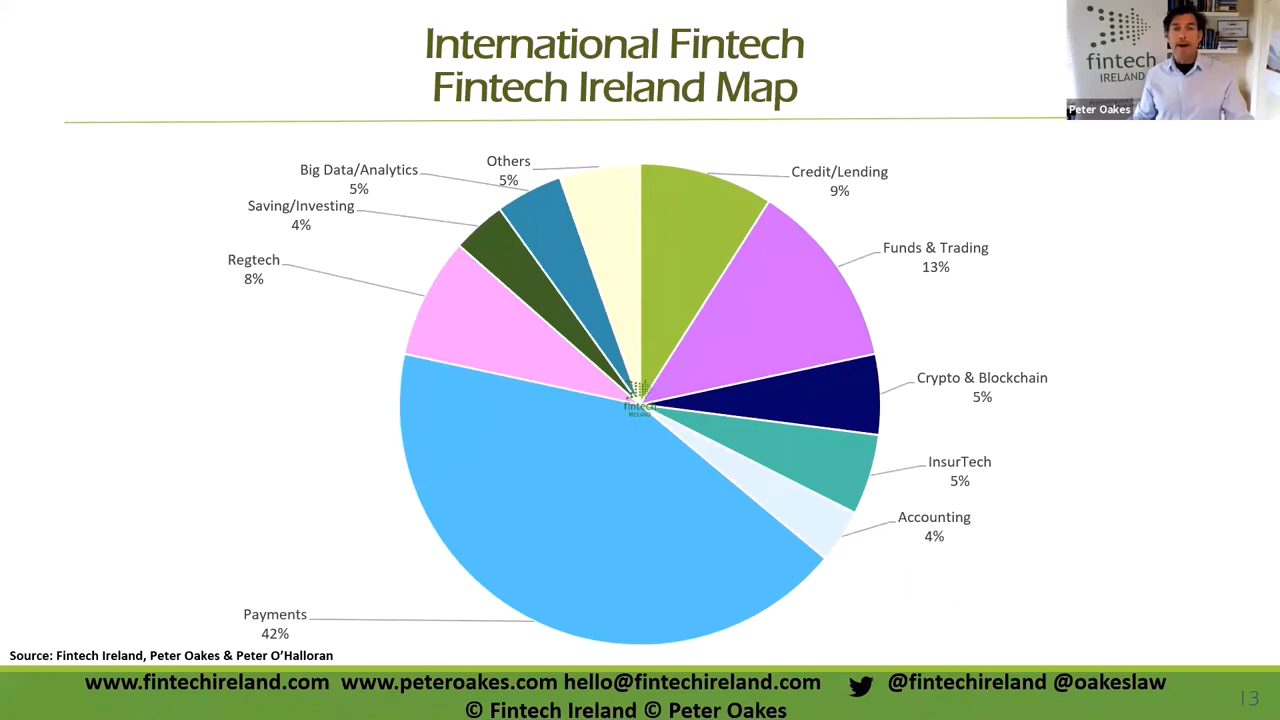 International Fintech
Fintech Ireland Map
fintech
IRELAND
Peter Oakes
Others
5%
Big Data/Analytics
5%
Saving/Investing
4%
Regtech
8%
Credit/Lending
9%
Funds & Trading
13%
Crypto & Blockchain
5%
InsurTech
5%
Accounting
4%
fintech
IRELAND
Payments
42%
Source: Fintech Ireland, Peter Oakes & Peter O’Halloran
www.fintechireland.com www.peteroakes.com hello@fintechireland.com @fintechireland @oakeslaw
© Fintech Ireland © Peter Oakes
13